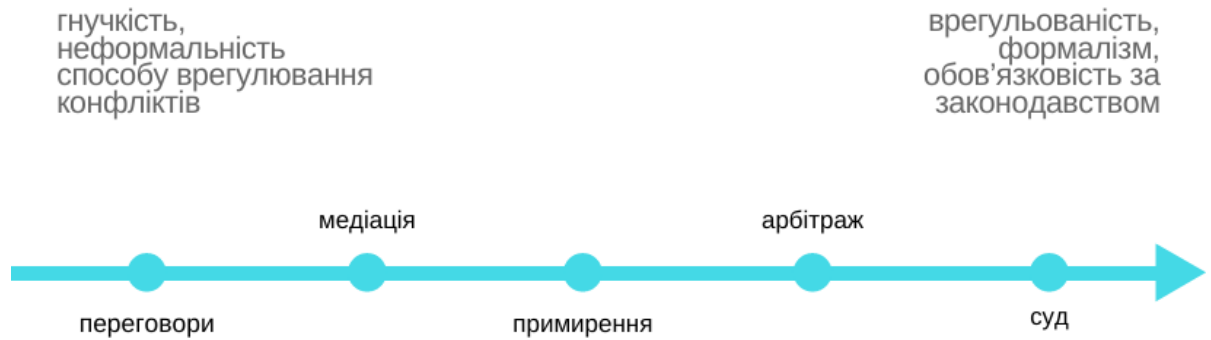 гнучкість,
неформальність
способу врегулювання
конфліктів
врегульованість,
формалізм,
обов’язковість за
законодавством
медіація
арбітраж
переговори
примирення
суд